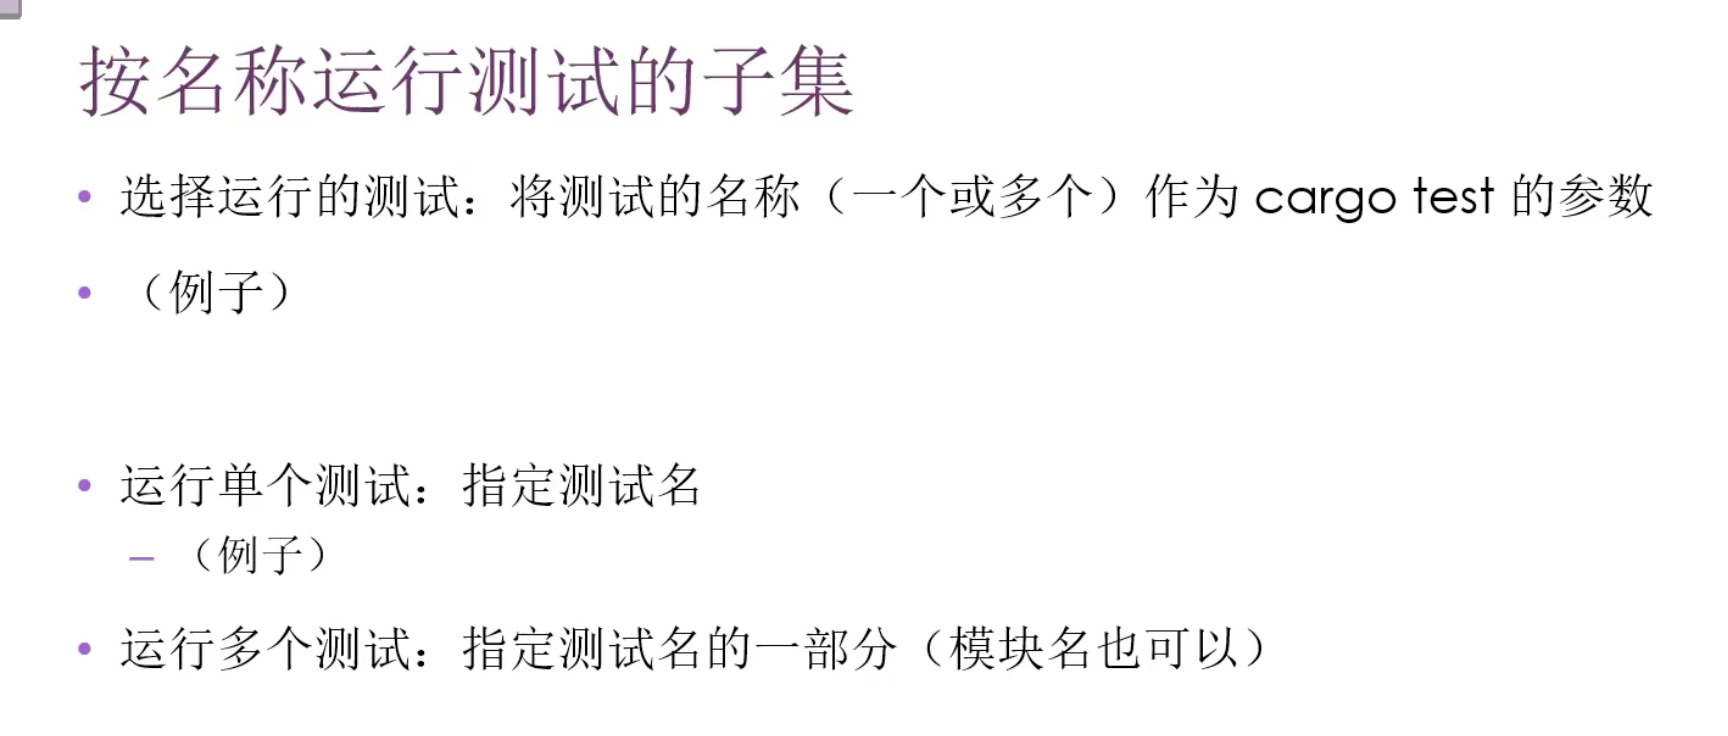 按名称运行测试的子集
• 选择运行的测试：将测试的名称（一个或多个）作为 cargo test 的参数
• （例子）
• 运行单个测试：指定测试名
– （例子）
• 运行多个测试：指定测试名的一部分（模块名也可以）